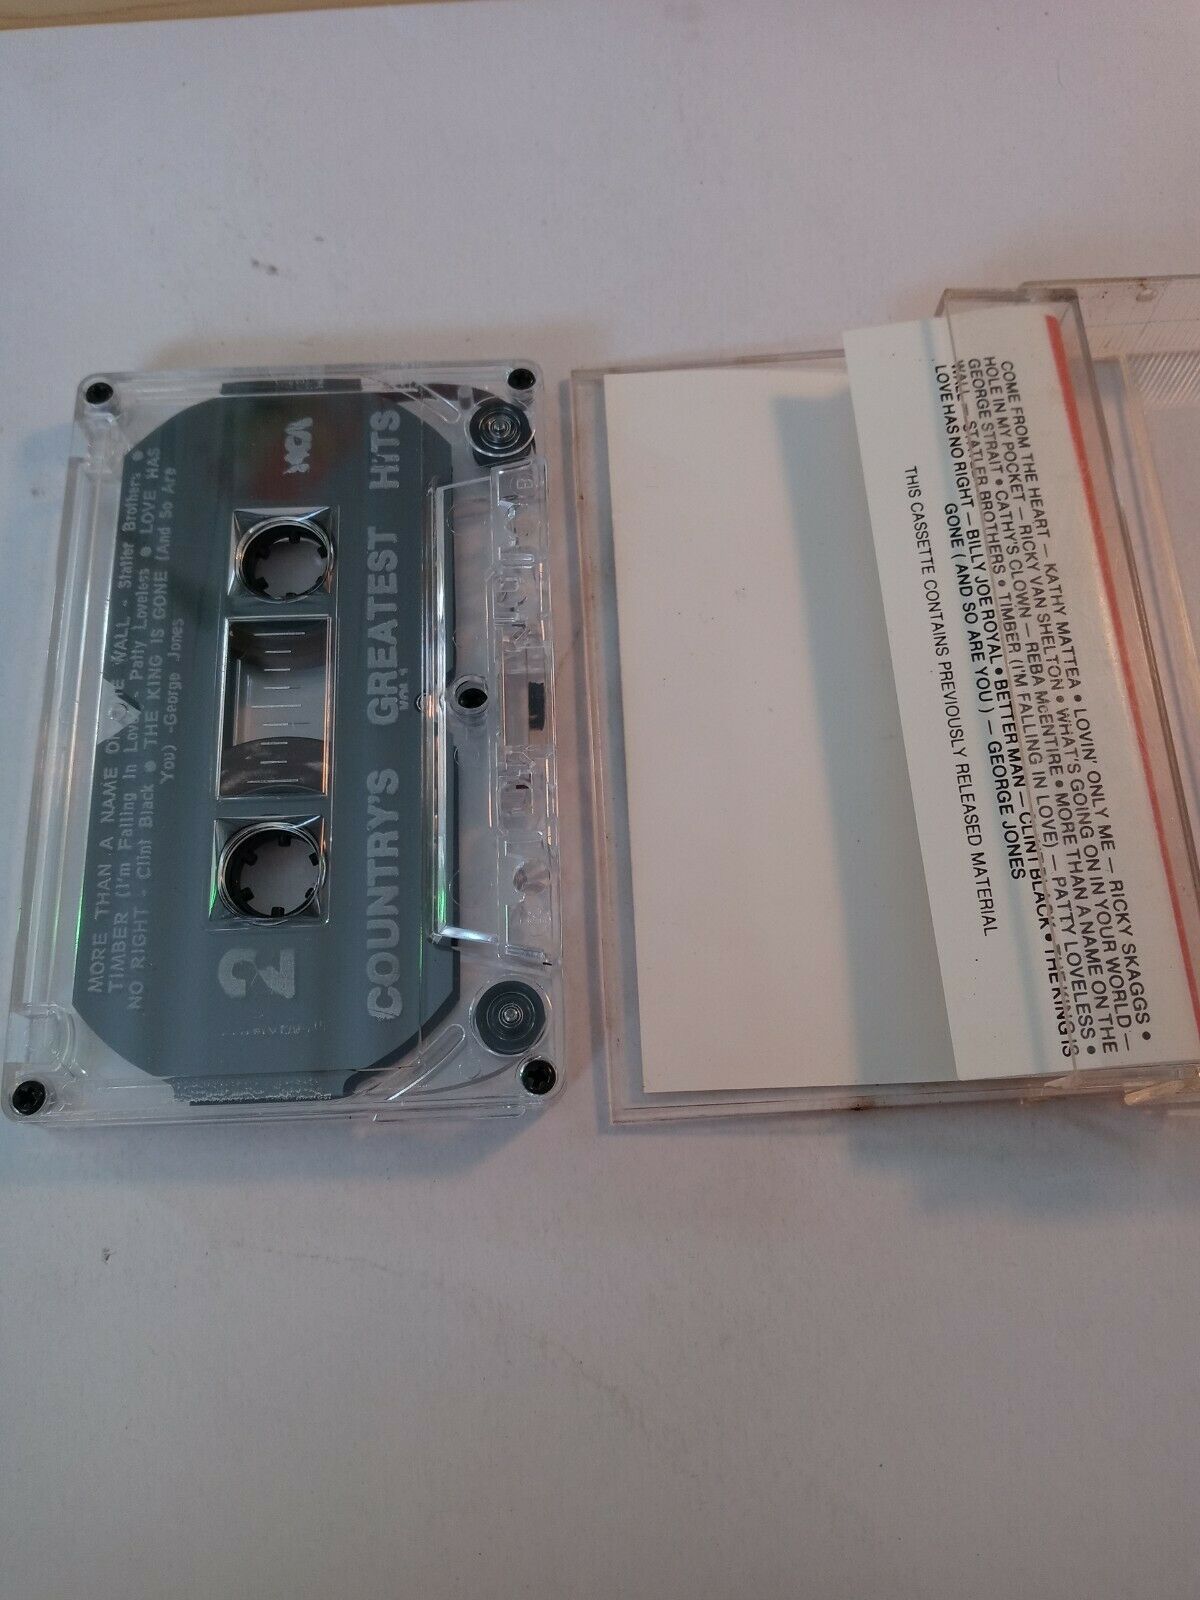 MORE THAN A NAME ON THE WALL - Statler Brothers •
TIMBER (I'm Falling In Love) - Patty Loveless • LOVE HAS
NO RIGHT - Clint Black • THE KING IS GONE (And So Are
You) -George Jones
2
COUNTRY'S GREATEST HITS
COME FROM THE HEART — KATHY MATTEA • LOVIN' ONLY ME — RICKY SKAGGS •
HOLE IN MY POCKET — RICKY VAN SHELTON • WHAT'S GOING ON IN YOUR WORLD —
GEORGE STRAIT • CATHY'S CLOWN — REBA McENTIRE • MORE THAN A NAME ON THE
WALL — STATLER BROTHERS • TIMBER (I'M FALLING IN LOVE) — PATTY LOVELESS •
LOVE HAS NO RIGHT — BILLY JOE ROYAL • BETTER MAN — CLINT BLACK • THE KING IS
GONE ( AND SO ARE YOU ) — GEORGE JONES
THIS CASSETTE CONTAINS PREVIOUSLY RELEASED MATERIAL